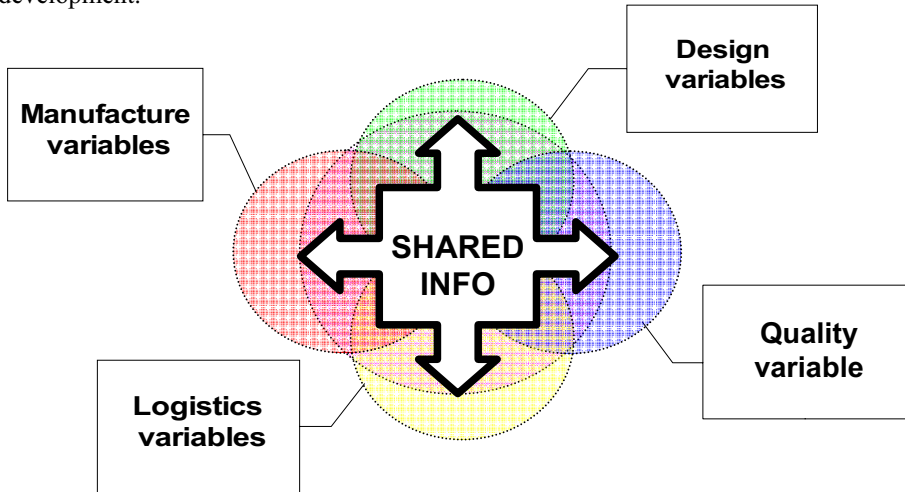 development.
Design
variables
Manufacture
variables
SHARED
INFO
Quality
variable
Logistics
variables